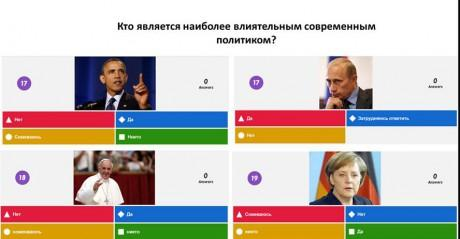 Кто является наиболее влиятельным современным
политиком?
17
0
Answers
Нет
Да
Сомневаюсь
Никто
17
0
Answers
Да
Затрудняюсь ответить
Нет
18
0
Answers
Нет
Да
сомневаюсь
никто
19
0
Answers
Сомневаюсь
Нет
никто
Да